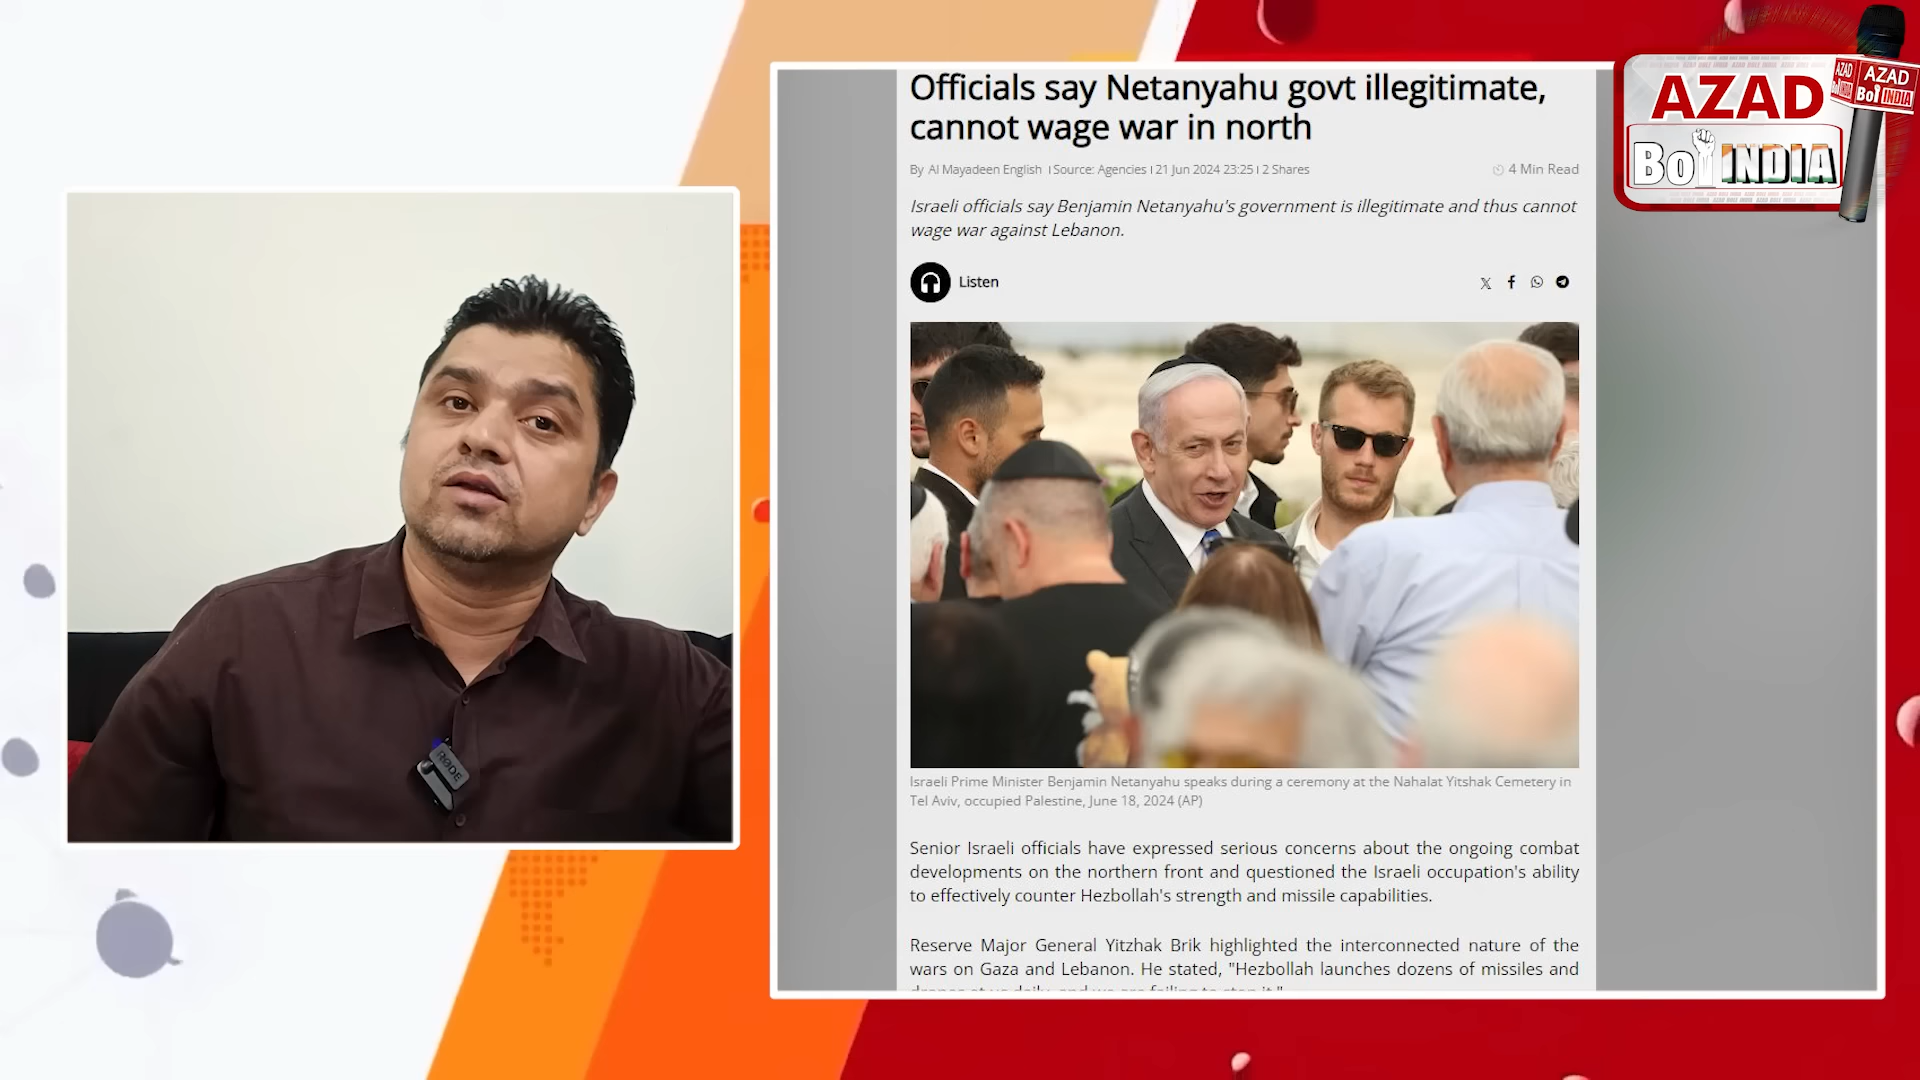 Officials say Netanyahu govt illegitimate,
cannot wage war in north
By Al Mayadeen English | Source: Agencies | 21 Jun 2024 23:25 | 2 Shares
4 Min Read
Israeli officials say Benjamin Netanyahu's government is illegitimate and thus cannot
wage war against Lebanon.
Listen
Israeli Prime Minister Benjamin Netanyahu speaks during a ceremony at the Nahalat Yitshak Cemetery in
Tel Aviv, occupied Palestine, June 18, 2024 (AP)
Senior Israeli officials have expressed serious concerns about the ongoing combat
developments on the northern front and questioned the Israeli occupation's ability
to effectively counter Hezbollah's strength and missile capabilities.
Reserve Major General Yitzhak Brik highlighted the interconnected nature of the
wars on Gaza and Lebanon. He stated, "Hezbollah launches dozens of missiles and
AZAD
Bol INDIA
AZAD
Bol INDIA
AZAD
Bol INDIA
RØDE